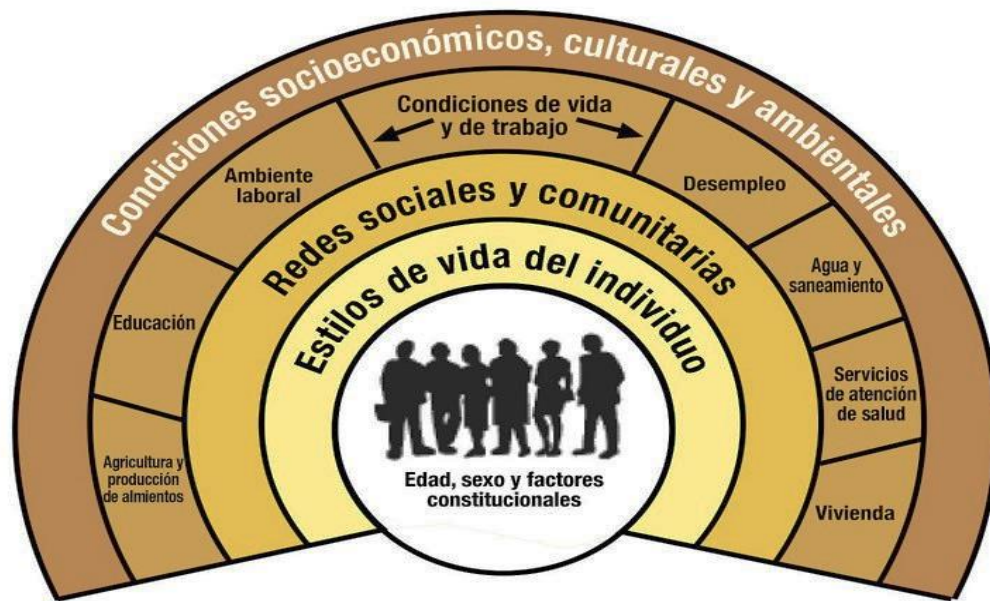 Condiciones socioeconómicos, culturales y ambientales
Condiciones de vida
y de trabajo
Ambiente
laboral
Desempleo
Redes sociales y comunitarias
Agua y
saneamiento
Estilos de vida del individuo
Educación
Servicios
de atención
de salud
Agricultura y
producción
de almientos
Edad, sexo y factores
constitucionales
Vivienda